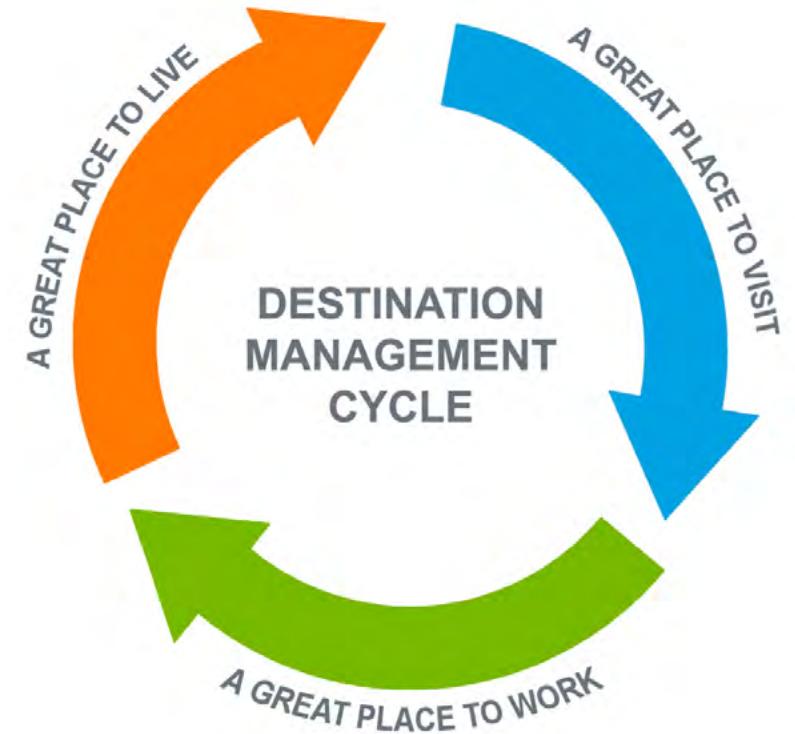 A GREAT PLACE TO LIVE
A GREAT PLACE TO VISIT
DESTINATION
MANAGEMENT
CYCLE
A GREAT PLACE TO WORK